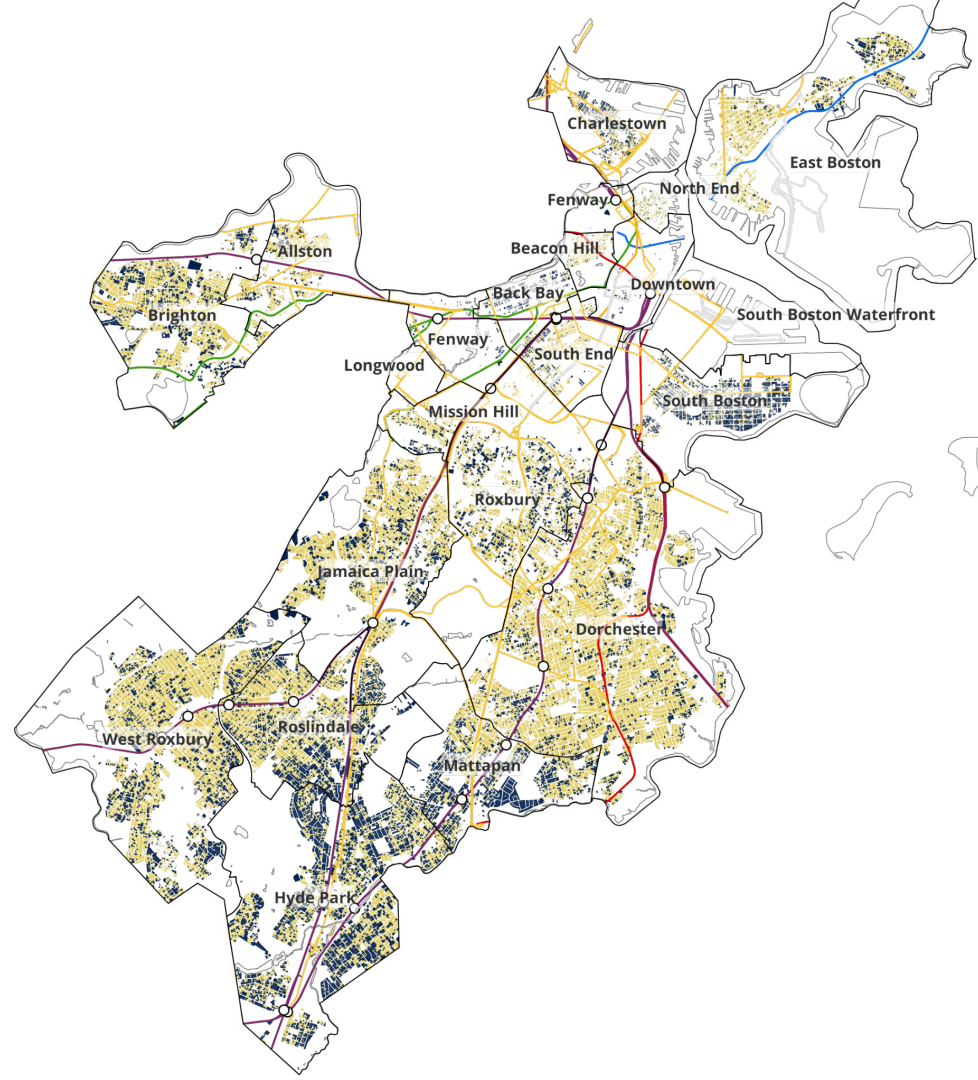 Charlestown
East Boston
Fenway
North End
Beacon Hill
Allston
Downtown
Back Bay
Brighton
South Boston Waterfront
Fenway
South End
Longwood
South Boston
Mission Hill
Roxbury
Jamaica Plain
Dorchester
Roslindale
West Roxbury
Mattapan
Hyde Park